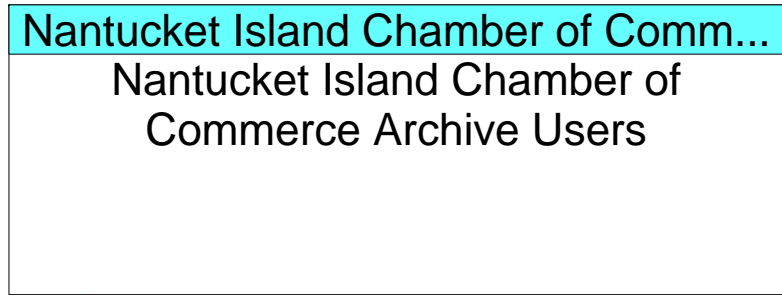 Nantucket Island Chamber of Comm...
Nantucket Island Chamber of
Commerce Archive Users